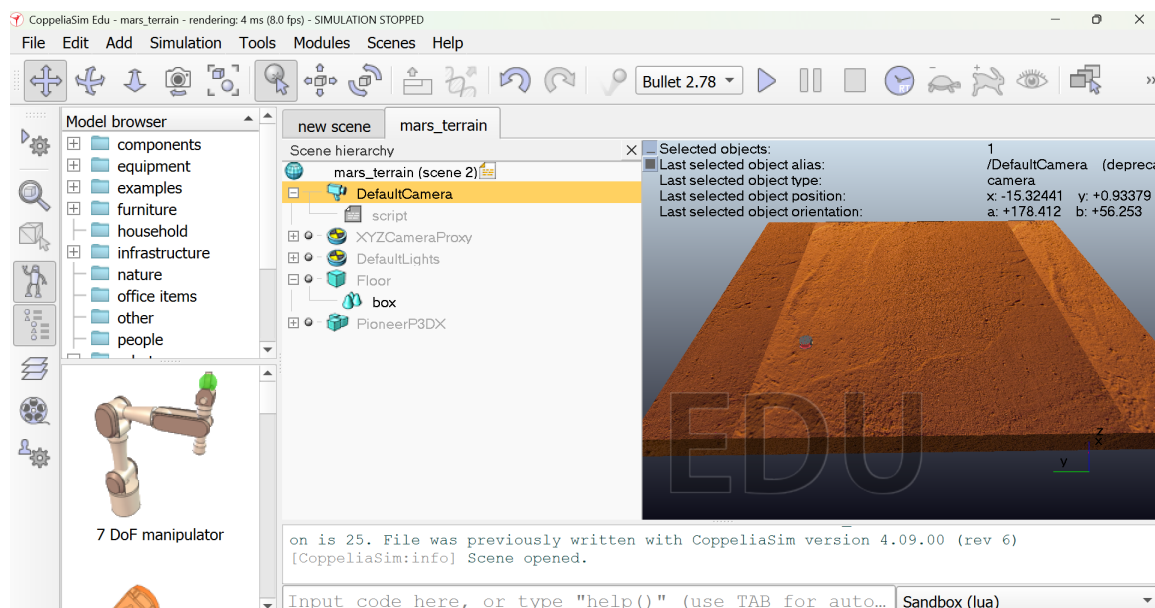 CoppeliaSim Edu - mars_terrain - rendering: 4 ms (8.0 fps) - SIMULATION STOPPED
File Edit Add Simulation Tools Modules Scenes Help
Bullet 2.78
RT
Model browser
components
equipment
examples
furniture
household
infrastructure
nature
office items
other
people
7 DoF manipulator
new scene
mars_terrain
Scene hierarchy
mars_terrain (scene 2)
DefaultCamera
script
XYZCameraProxy
DefaultLights
Floor
box
PioneerP3DX
Selected objects: 1
Last selected object alias: /DefaultCamera (depreca
Last selected object type: camera
Last selected object position: x: -15.32441 y: +0.93379
Last selected object orientation: a: +178.412 b: +56.253
EDU
z
x
y
on is 25. File was previously written with CoppeliaSim version 4.09.00 (rev 6)
[CoppeliaSim:info] Scene opened.
Input code here, or type "help()" (use TAB for auto...
Sandbox (lua)